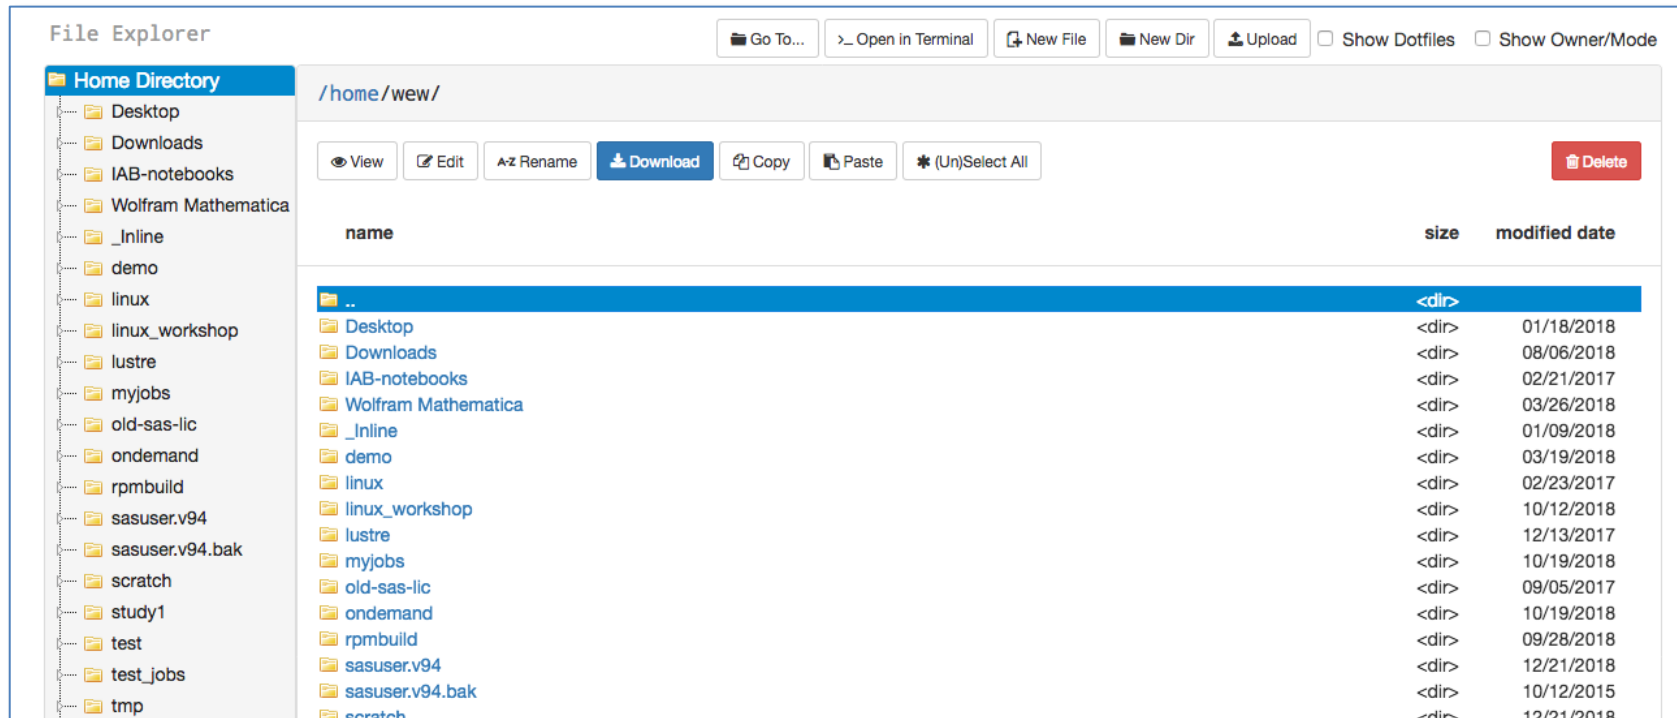 File Explorer
Go To... >_ Open in Terminal New File New Dir Upload Show Dotfiles Show Owner/Mode
Home Directory
Desktop
Downloads
IAB-notebooks
Wolfram Mathematica
_Inline
demo
linux
linux_workshop
lustre
myjobs
old-sas-lic
ondemand
rpmbuild
sasuser.v94
sasuser.v94.bak
scratch
study1
test
test_jobs
tmp
/home/wew/
View Edit A-Z Rename Download Copy Paste (Un)Select All Delete
name size modified date
.. <dir>
Desktop <dir> 01/18/2018
Downloads <dir> 08/06/2018
IAB-notebooks <dir> 02/21/2017
Wolfram Mathematica <dir> 03/26/2018
_Inline <dir> 01/09/2018
demo <dir> 03/19/2018
linux <dir> 02/23/2017
linux_workshop <dir> 10/12/2018
lustre <dir> 12/13/2017
myjobs <dir> 10/19/2018
old-sas-lic <dir> 09/05/2017
ondemand <dir> 10/19/2018
rpmbuild <dir> 09/28/2018
sasuser.v94 <dir> 12/21/2018
sasuser.v94.bak <dir> 10/12/2015
scratch <dir> 12/21/2018